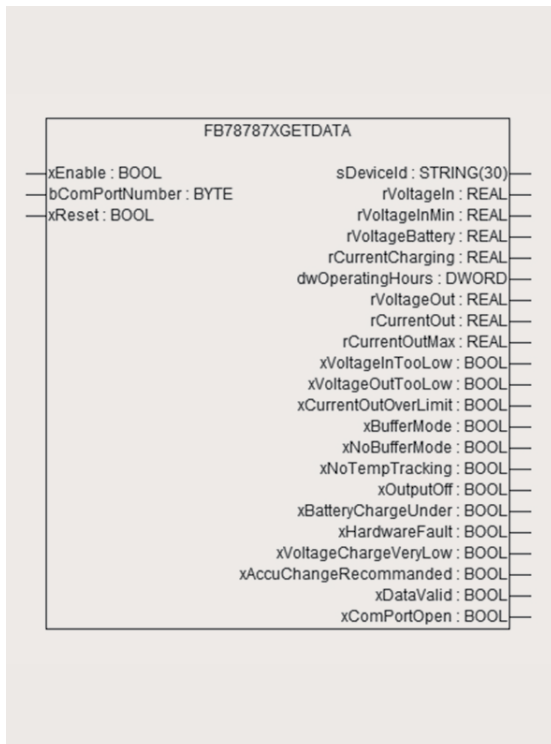 FB78787XGETDATA
xEnable : BOOL sDeviceId : STRING(30)
bComPortNumber : BYTE rVoltageIn : REAL
xReset : BOOL rVoltageInMin : REAL
rVoltageBattery : REAL
rCurrentCharging : REAL
dwOperatingHours : DWORD
rVoltageOut : REAL
rCurrentOut : REAL
rCurrentOutMax : REAL
xVoltageInTooLow : BOOL
xVoltageOutTooLow : BOOL
xCurrentOutOverLimit : BOOL
xBufferMode : BOOL
xNoBufferMode : BOOL
xNoTempTracking : BOOL
xOutputOff : BOOL
xBatteryChargeUnder : BOOL
xHardwareFault : BOOL
xVoltageChargeVeryLow : BOOL
xAccuChangeRecommanded : BOOL
xDataValid : BOOL
xComPortOpen : BOOL